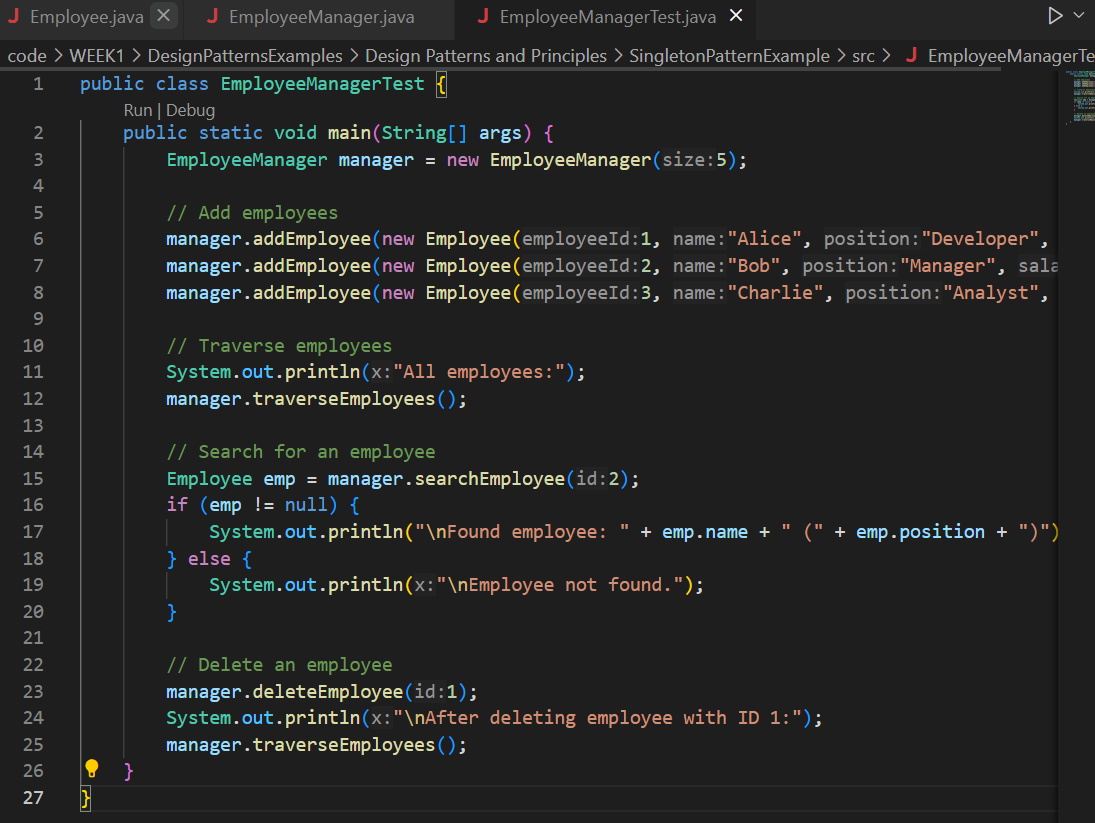 J Employee.java × J EmployeeManager.java J EmployeeManagerTest.java ×
code > WEEK1 > DesignPatternsExamples > Design Patterns and Principles > SingletonPatternExample > src > J EmployeeManagerTe
1 public class EmployeeManagerTest {
Run | Debug
2 public static void main(String[] args) {
3 EmployeeManager manager = new EmployeeManager(size:5);
4
5 // Add employees
6 manager.addEmployee(new Employee(employeeId:1, name:"Alice", position:"Developer",
7 manager.addEmployee(new Employee(employeeId:2, name:"Bob", position:"Manager", sala
8 manager.addEmployee(new Employee(employeeId:3, name:"Charlie", position:"Analyst",
9
10 // Traverse employees
11 System.out.println(x:"All employees:");
12 manager.traverseEmployees();
13
14 // Search for an employee
15 Employee emp = manager.searchEmployee(id:2);
16 if (emp != null) {
17 System.out.println("\nFound employee: " + emp.name + " (" + emp.position + ")")
18 } else {
19 System.out.println(x:"\nEmployee not found.");
20 }
21
22 // Delete an employee
23 manager.deleteEmployee(id:1);
24 System.out.println(x:"\nAfter deleting employee with ID 1:");
25 manager.traverseEmployees();
26 }
27 }